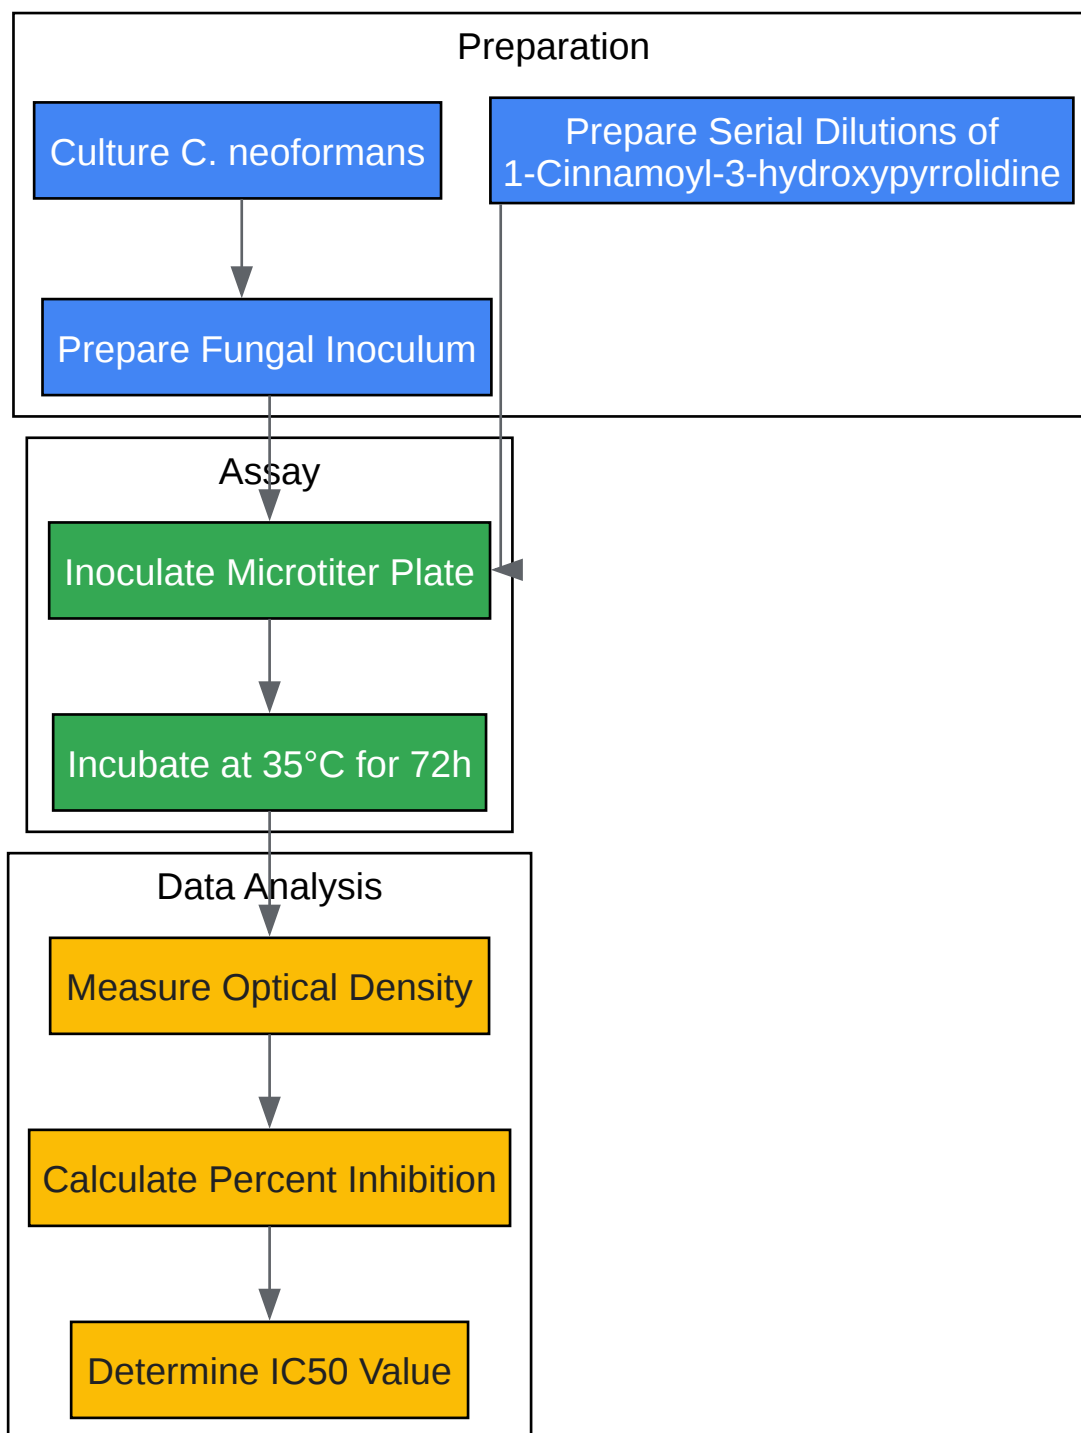 Preparation
Culture C. neoformans
Prepare Serial Dilutions of
1-Cinnamoyl-3-hydroxypyrrolidine
Prepare Fungal Inoculum
Assay
Inoculate Microtiter Plate
Incubate at 35°C for 72h
Data Analysis
Measure Optical Density
Calculate Percent Inhibition
Determine IC50 Value